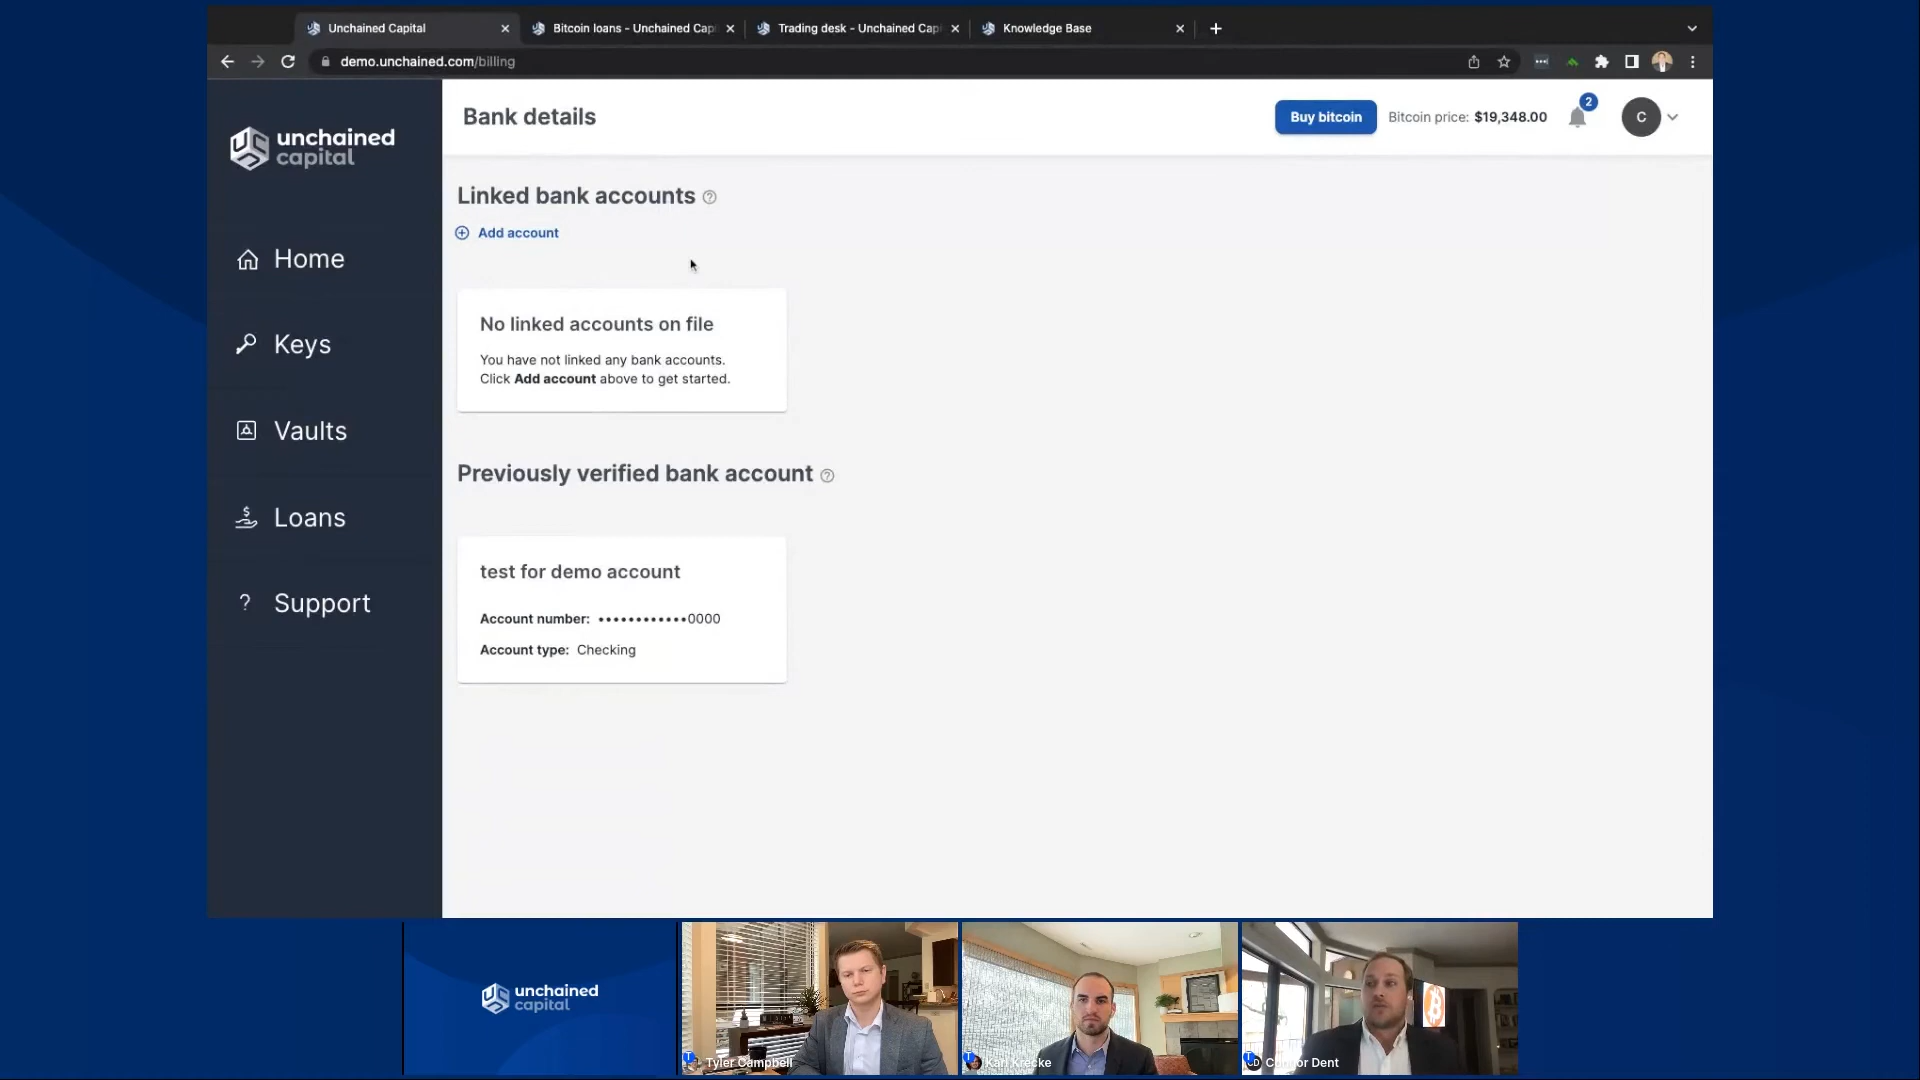 Unchained Capital
Bitcoin loans - Unchained Cap
Trading desk - Unchained Cap
Knowledge Base
demo.unchained.com/billing
unchained
capital
Home
Keys
Vaults
Loans
? Support
Bank details
Buy bitcoin
Bitcoin price: $19,348.00
2
C
Linked bank accounts ?
Add account
No linked accounts on file
You have not linked any bank accounts.
Click Add account above to get started.
Previously verified bank account ?
test for demo account
Account number: ••••••••••••0000
Account type: Checking
unchained
capital
Tyler Campbell
Karl Krecke
Connor Dent